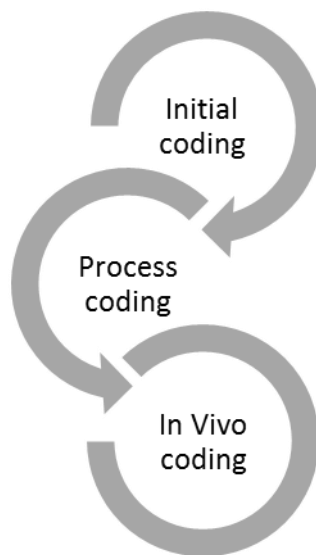 Initial
coding
Process
coding
In Vivo
coding